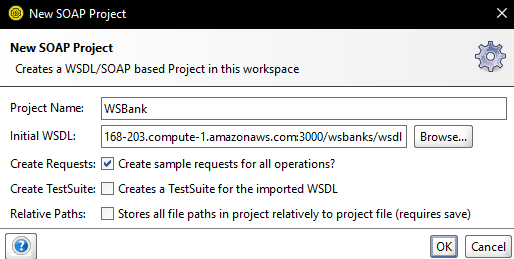 New SOAP Project
New SOAP Project
Creates a WSDL/SOAP based Project in this workspace
Project Name: WSBank
Initial WSDL: 168-203.compute-1.amazonaws.com:3000/wsbanks/wsdl Browse...
Create Requests: Create sample requests for all operations?
Create TestSuite: Creates a TestSuite for the imported WSDL
Relative Paths: Stores all file paths in project relatively to project file (requires save)
? OK Cancel